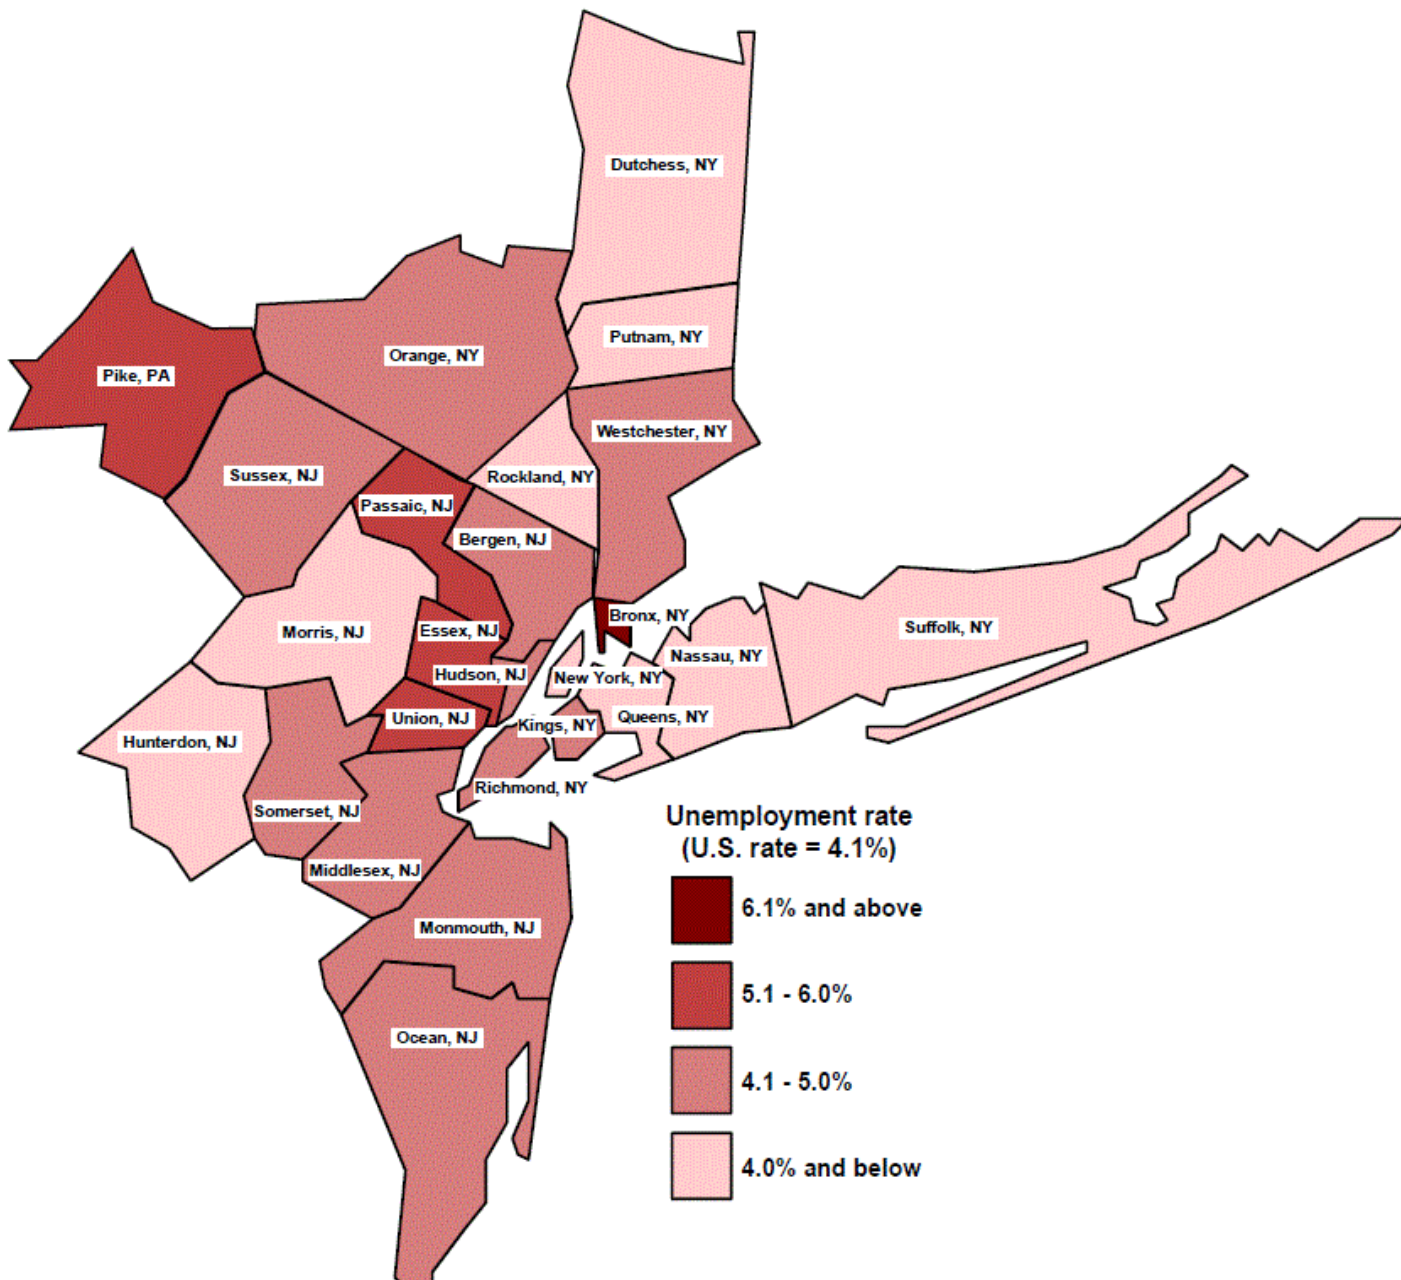 Dutchess, NY
Putnam, NY
Orange, NY
Pike, PA
Westchester, NY
Sussex, NJ
Rockland, NY
Passaic, NJ
Bergen, NJ
Bronx, NY
Suffolk, NY
Morris, NJ
Essex, NJ
Nassau, NY
Hudson, NJ
New York, NY
Union, NJ
Queens, NY
Kings, NY
Hunterdon, NJ
Richmond, NY
Somerset, NJ
Middlesex, NJ
Monmouth, NJ
Ocean, NJ
Unemployment rate
(U.S. rate = 4.1%)
6.1% and above
5.1 - 6.0%
4.1 - 5.0%
4.0% and below